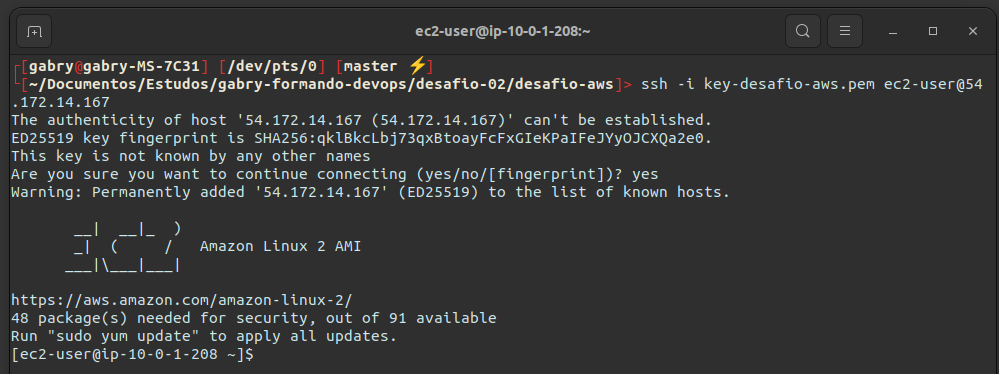 ec2-user@ip-10-0-1-208:~
[gabry@gabry-MS-7C31] [/dev/pts/0] [master ⚡]
[~/Documentos/Estudos/gabry-formando-devops/desafio-02/desafio-aws]> ssh -i key-desafio-aws.pem ec2-user@54
.172.14.167
The authenticity of host '54.172.14.167 (54.172.14.167)' can't be established.
ED25519 key fingerprint is SHA256:qklBkcLbj73qxBtoayFcFxGIeKPaIFeJYyOJCXQa2e0.
This key is not known by any other names
Are you sure you want to continue connecting (yes/no/[fingerprint])? yes
Warning: Permanently added '54.172.14.167' (ED25519) to the list of known hosts.
       __|  __|_  )
       _|  (     /   Amazon Linux 2 AMI
      ___|\___|___|
https://aws.amazon.com/amazon-linux-2/
48 package(s) needed for security, out of 91 available
Run "sudo yum update" to apply all updates.
[ec2-user@ip-10-0-1-208 ~]$